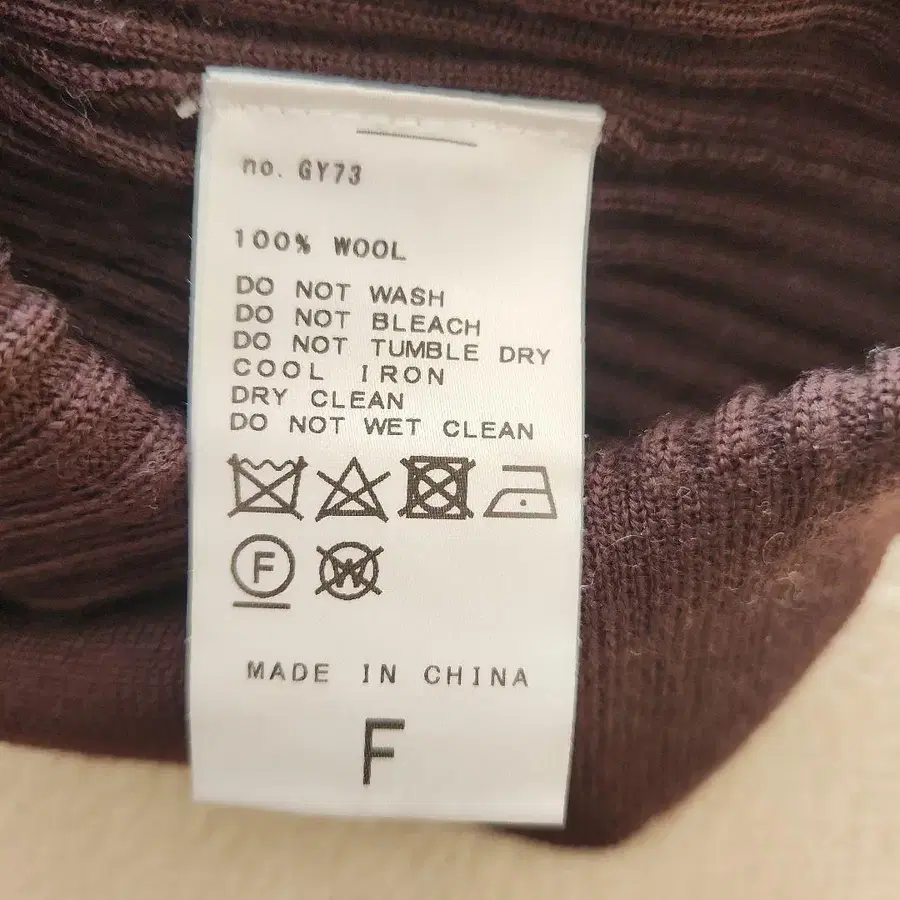 no. GY73
100% WOOL
DO NOT WASH
DO NOT BLEACH
DO NOT TUMBLE DRY
COOL IRON
DRY CLEAN
DO NOT WET CLEAN
F W
MADE IN CHINA
F